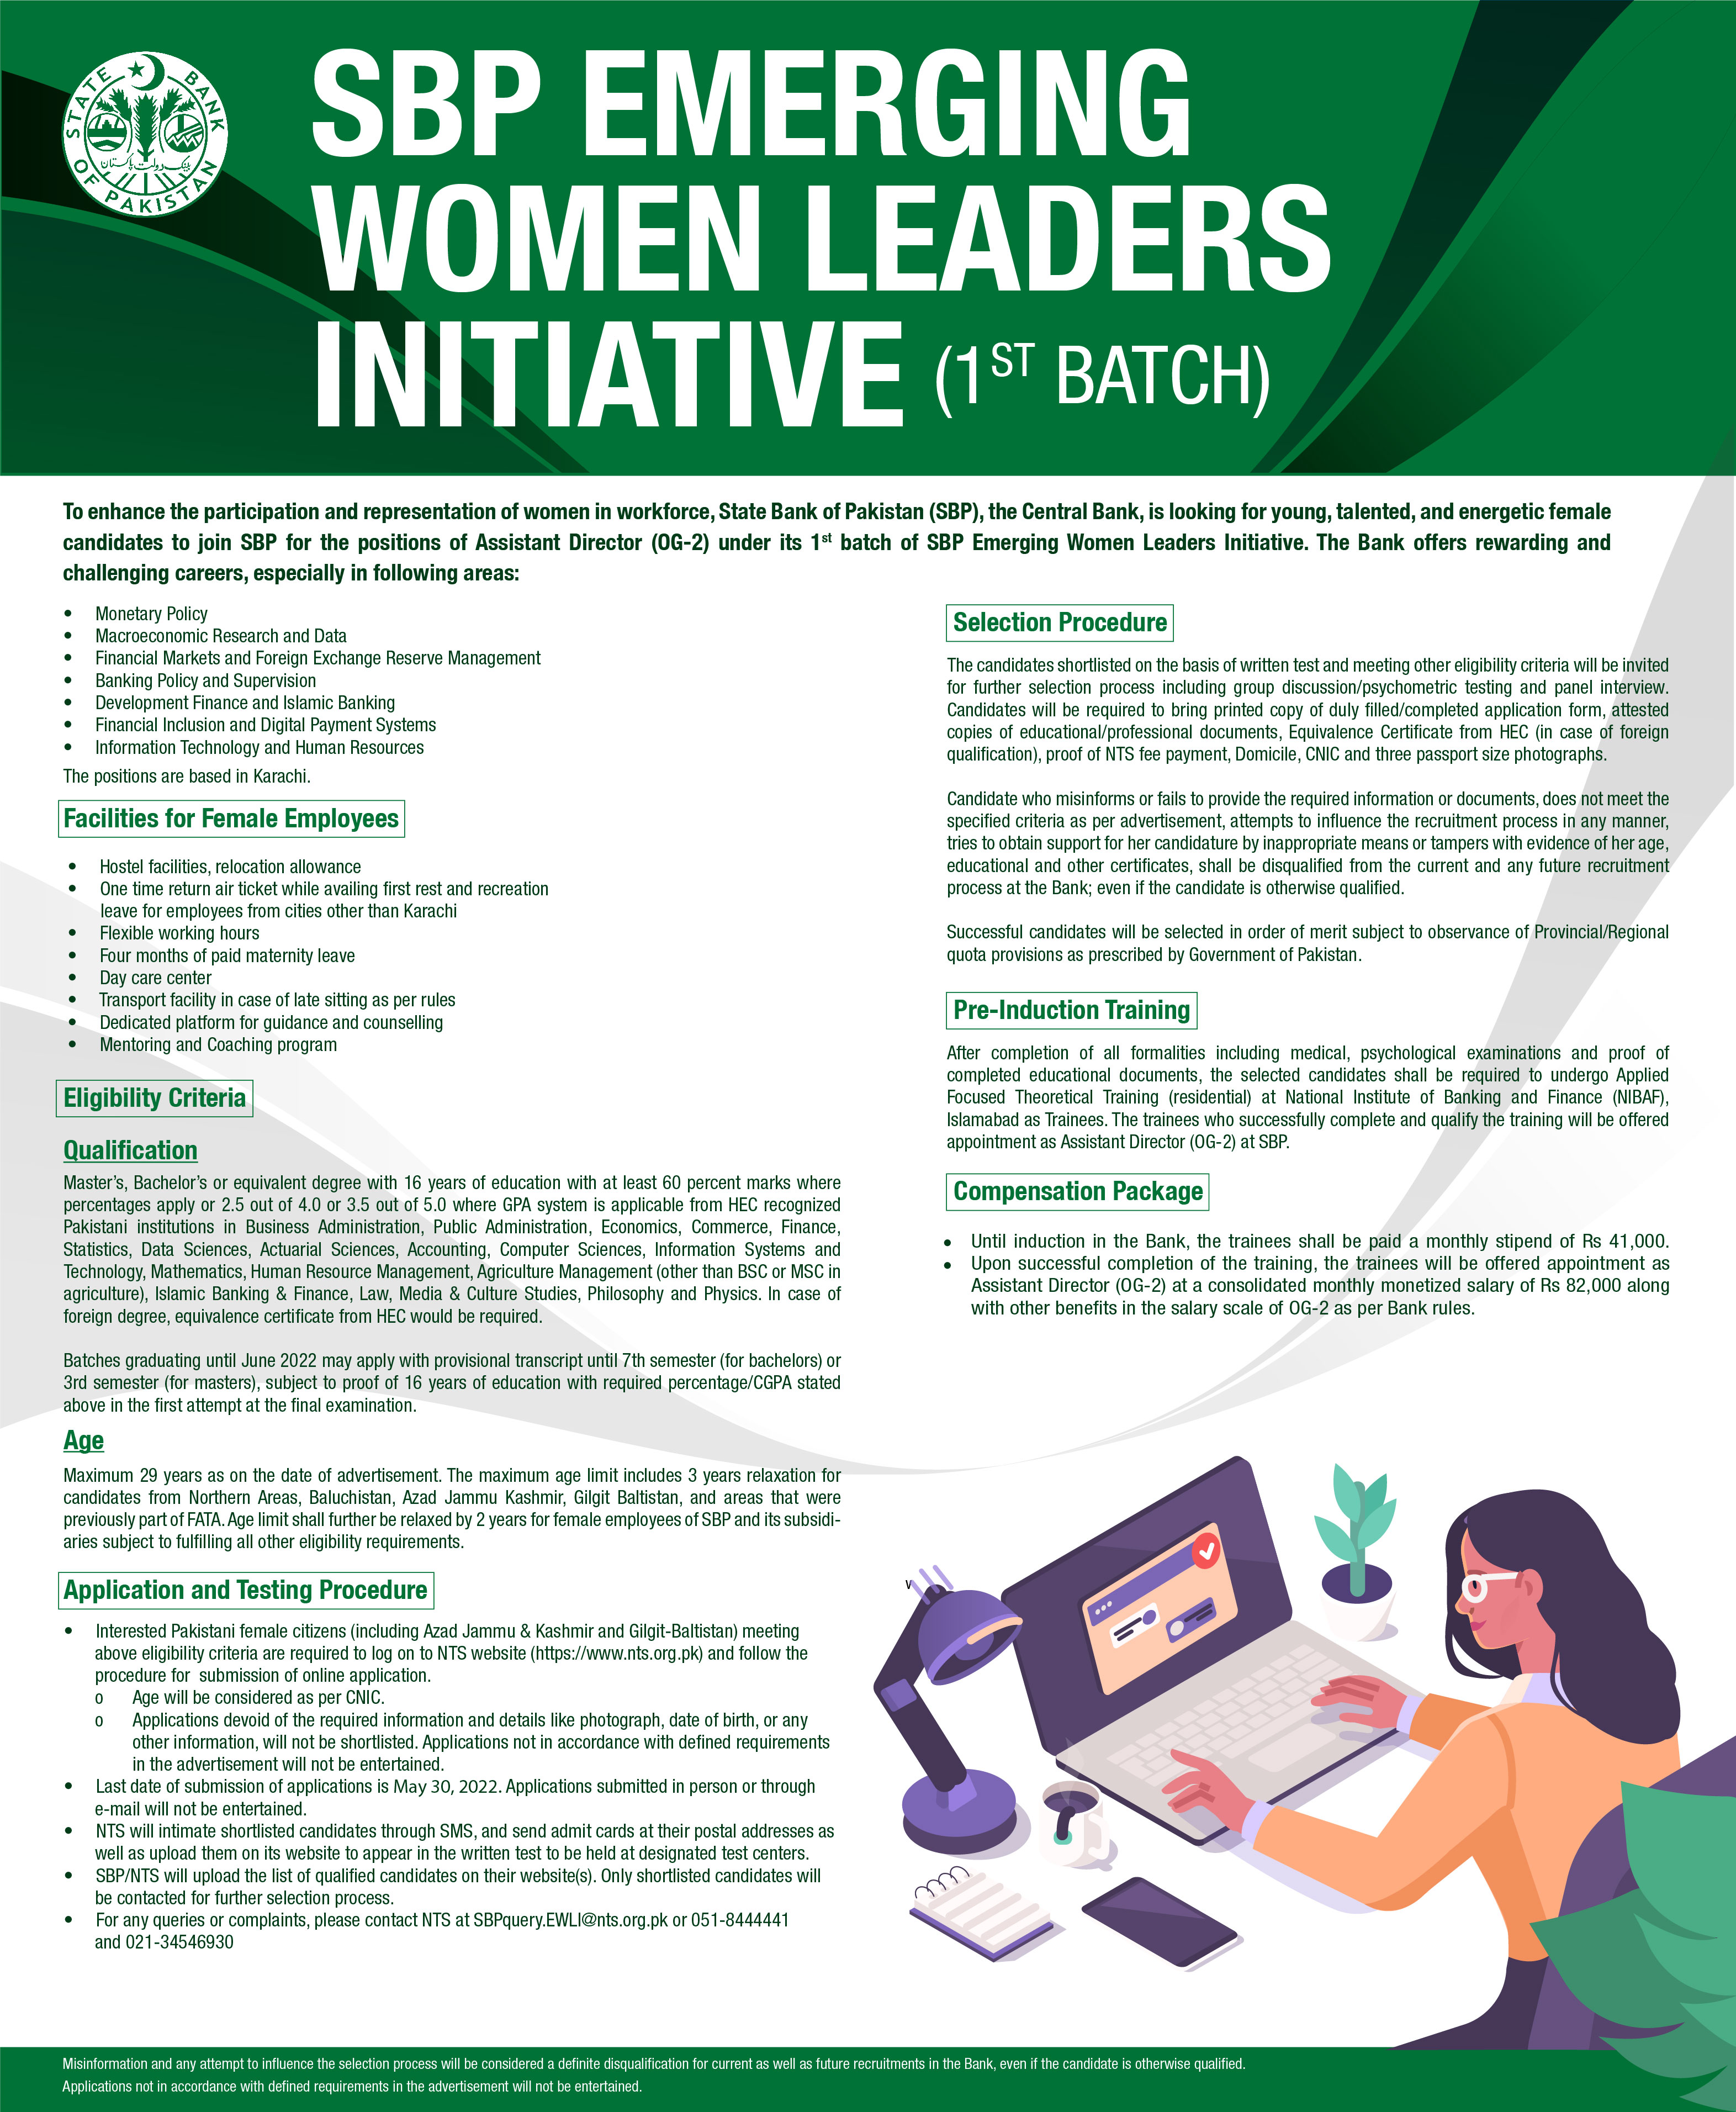 STATE BANK OF PAKISTAN
بینک دولت پاکستان
SBP EMERGING
WOMEN LEADERS
INITIATIVE (1ST BATCH)
To enhance the participation and representation of women in workforce, State Bank of Pakistan (SBP), the Central Bank, is looking for young, talented, and energetic female
candidates to join SBP for the positions of Assistant Director (OG-2) under its 1st batch of SBP Emerging Women Leaders Initiative. The Bank offers rewarding and
challenging careers, especially in following areas:
• Monetary Policy
• Macroeconomic Research and Data
• Financial Markets and Foreign Exchange Reserve Management
• Banking Policy and Supervision
• Development Finance and Islamic Banking
• Financial Inclusion and Digital Payment Systems
• Information Technology and Human Resources
The positions are based in Karachi.
Facilities for Female Employees
• Hostel facilities, relocation allowance
• One time return air ticket while availing first rest and recreation
leave for employees from cities other than Karachi
• Flexible working hours
• Four months of paid maternity leave
• Day care center
• Transport facility in case of late sitting as per rules
• Dedicated platform for guidance and counselling
• Mentoring and Coaching program
Eligibility Criteria
Qualification
Master's, Bachelor's or equivalent degree with 16 years of education with at least 60 percent marks where
percentages apply or 2.5 out of 4.0 or 3.5 out of 5.0 where GPA system is applicable from HEC recognized
Pakistani institutions in Business Administration, Public Administration, Economics, Commerce, Finance,
Statistics, Data Sciences, Actuarial Sciences, Accounting, Computer Sciences, Information Systems and
Technology, Mathematics, Human Resource Management, Agriculture Management (other than BSC or MSC in
agriculture), Islamic Banking & Finance, Law, Media & Culture Studies, Philosophy and Physics. In case of
foreign degree, equivalence certificate from HEC would be required.
Batches graduating until June 2022 may apply with provisional transcript until 7th semester (for bachelors) or
3rd semester (for masters), subject to proof of 16 years of education with required percentage/CGPA stated
above in the first attempt at the final examination.
Age
Maximum 29 years as on the date of advertisement. The maximum age limit includes 3 years relaxation for
candidates from Northern Areas, Baluchistan, Azad Jammu Kashmir, Gilgit Baltistan, and areas that were
previously part of FATA. Age limit shall further be relaxed by 2 years for female employees of SBP and its subsidi-
aries subject to fulfilling all other eligibility requirements.
Application and Testing Procedure
• Interested Pakistani female citizens (including Azad Jammu & Kashmir and Gilgit-Baltistan) meeting
above eligibility criteria are required to log on to NTS website (https://www.nts.org.pk) and follow the
procedure for submission of online application.
o Age will be considered as per CNIC.
o Applications devoid of the required information and details like photograph, date of birth, or any
other information, will not be shortlisted. Applications not in accordance with defined requirements
in the advertisement will not be entertained.
• Last date of submission of applications is May 30, 2022. Applications submitted in person or through
e-mail will not be entertained.
• NTS will intimate shortlisted candidates through SMS, and send admit cards at their postal addresses as
well as upload them on its website to appear in the written test to be held at designated test centers.
• SBP/NTS will upload the list of qualified candidates on their website(s). Only shortlisted candidates will
be contacted for further selection process.
• For any queries or complaints, please contact NTS at SBPquery.EWLI@nts.org.pk or 051-8444441
and 021-34546930
Selection Procedure
The candidates shortlisted on the basis of written test and meeting other eligibility criteria will be invited
for further selection process including group discussion/psychometric testing and panel interview.
Candidates will be required to bring printed copy of duly filled/completed application form, attested
copies of educational/professional documents, Equivalence Certificate from HEC (in case of foreign
qualification), proof of NTS fee payment, Domicile, CNIC and three passport size photographs.
Candidate who misinforms or fails to provide the required information or documents, does not meet the
specified criteria as per advertisement, attempts to influence the recruitment process in any manner,
tries to obtain support for her candidature by inappropriate means or tampers with evidence of her age,
educational and other certificates, shall be disqualified from the current and any future recruitment
process at the Bank; even if the candidate is otherwise qualified.
Successful candidates will be selected in order of merit subject to observance of Provincial/Regional
quota provisions as prescribed by Government of Pakistan.
Pre-Induction Training
After completion of all formalities including medical, psychological examinations and proof of
completed educational documents, the selected candidates shall be required to undergo Applied
Focused Theoretical Training (residential) at National Institute of Banking and Finance (NIBAF),
Islamabad as Trainees. The trainees who successfully complete and qualify the training will be offered
appointment as Assistant Director (OG-2) at SBP.
Compensation Package
• Until induction in the Bank, the trainees shall be paid a monthly stipend of Rs 41,000.
• Upon successful completion of the training, the trainees will be offered appointment as
Assistant Director (OG-2) at a consolidated monthly monetized salary of Rs 82,000 along
with other benefits in the salary scale of OG-2 as per Bank rules.
v
Misinformation and any attempt to influence the selection process will be considered a definite disqualification for current as well as future recruitments in the Bank, even if the candidate is otherwise qualified.
Applications not in accordance with defined requirements in the advertisement will not be entertained.